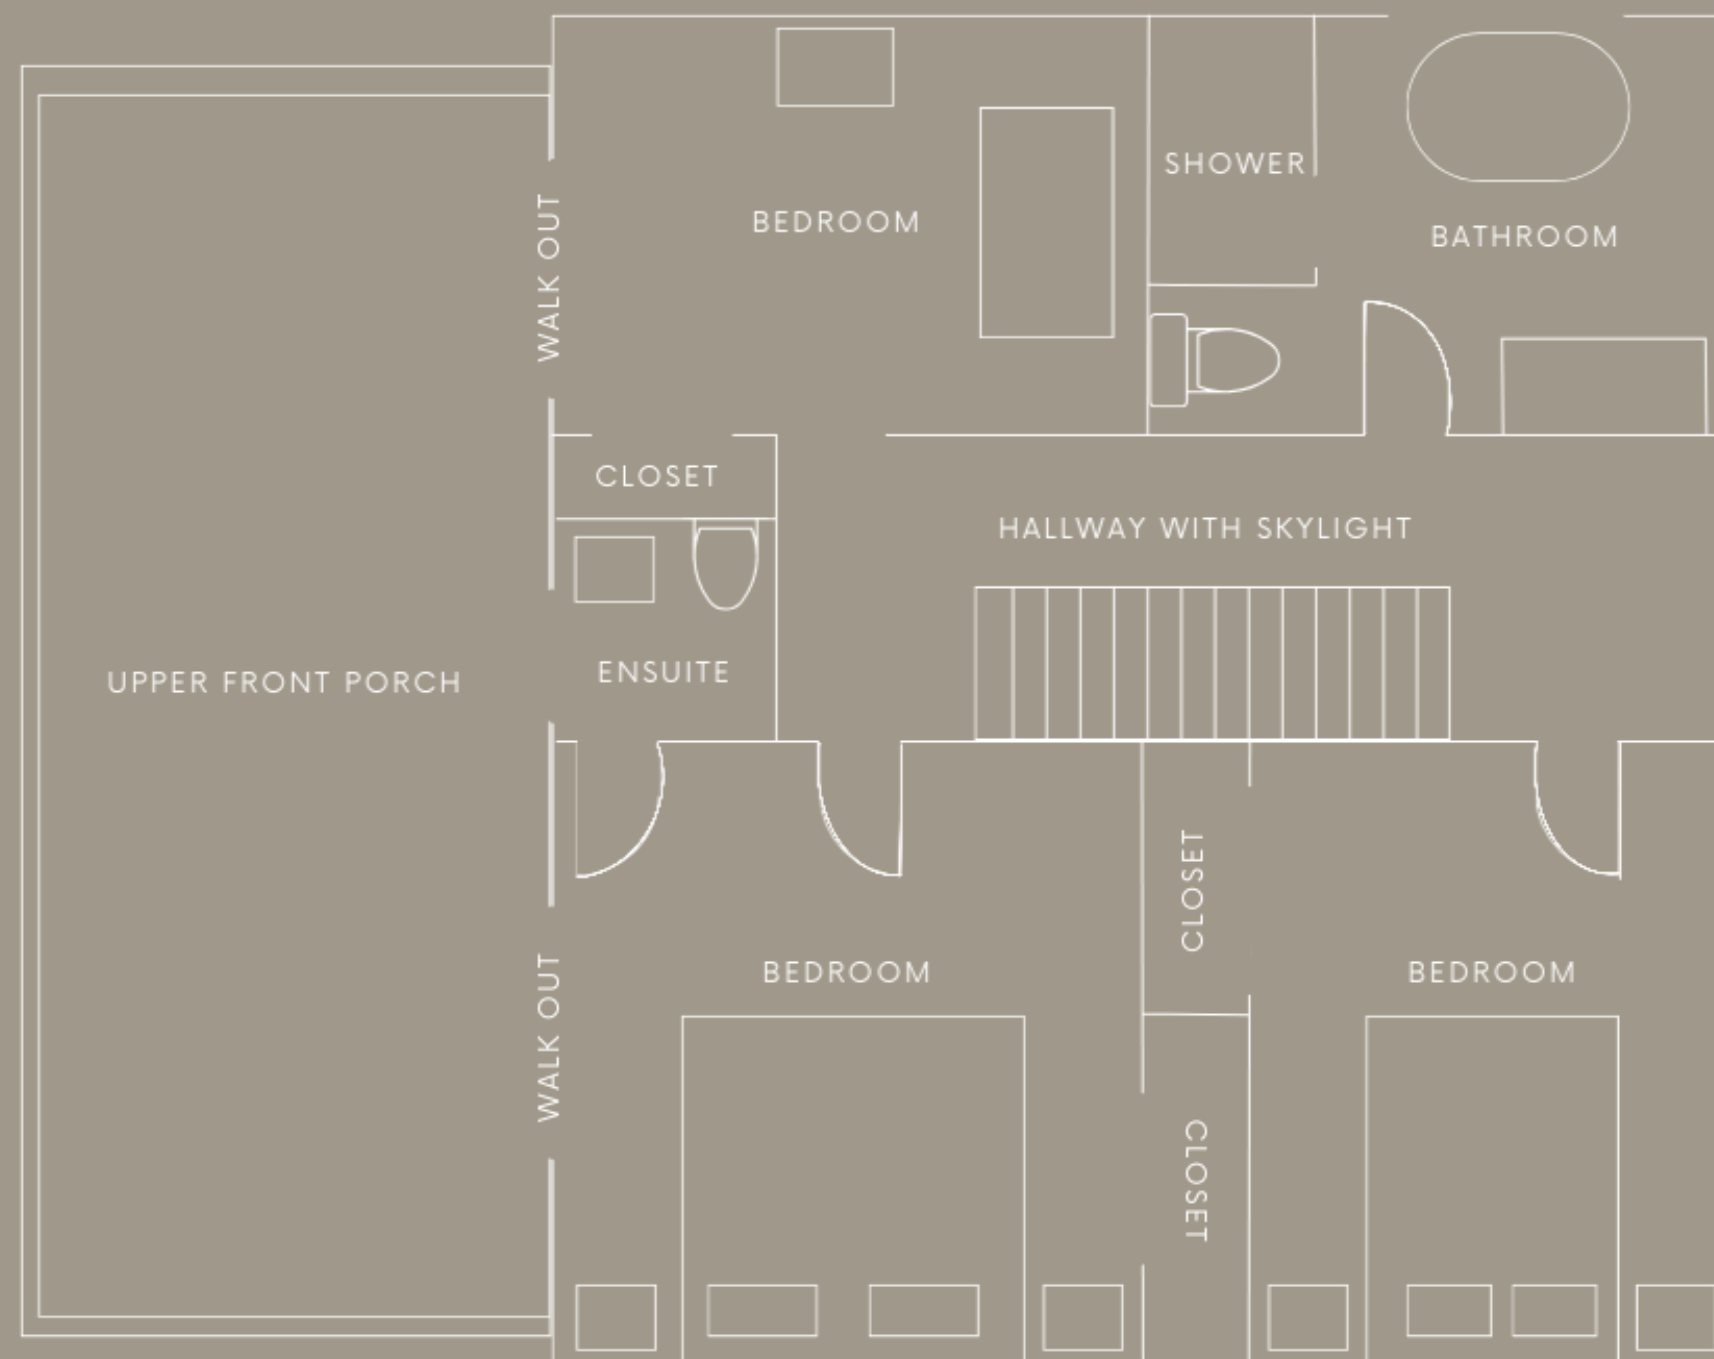 SHOWER
WALK OUT
BEDROOM
BATHROOM
CLOSET
HALLWAY WITH SKYLIGHT
ENSUITE
UPPER FRONT PORCH
CLOSET
WALK OUT
BEDROOM
BEDROOM
CLOSET